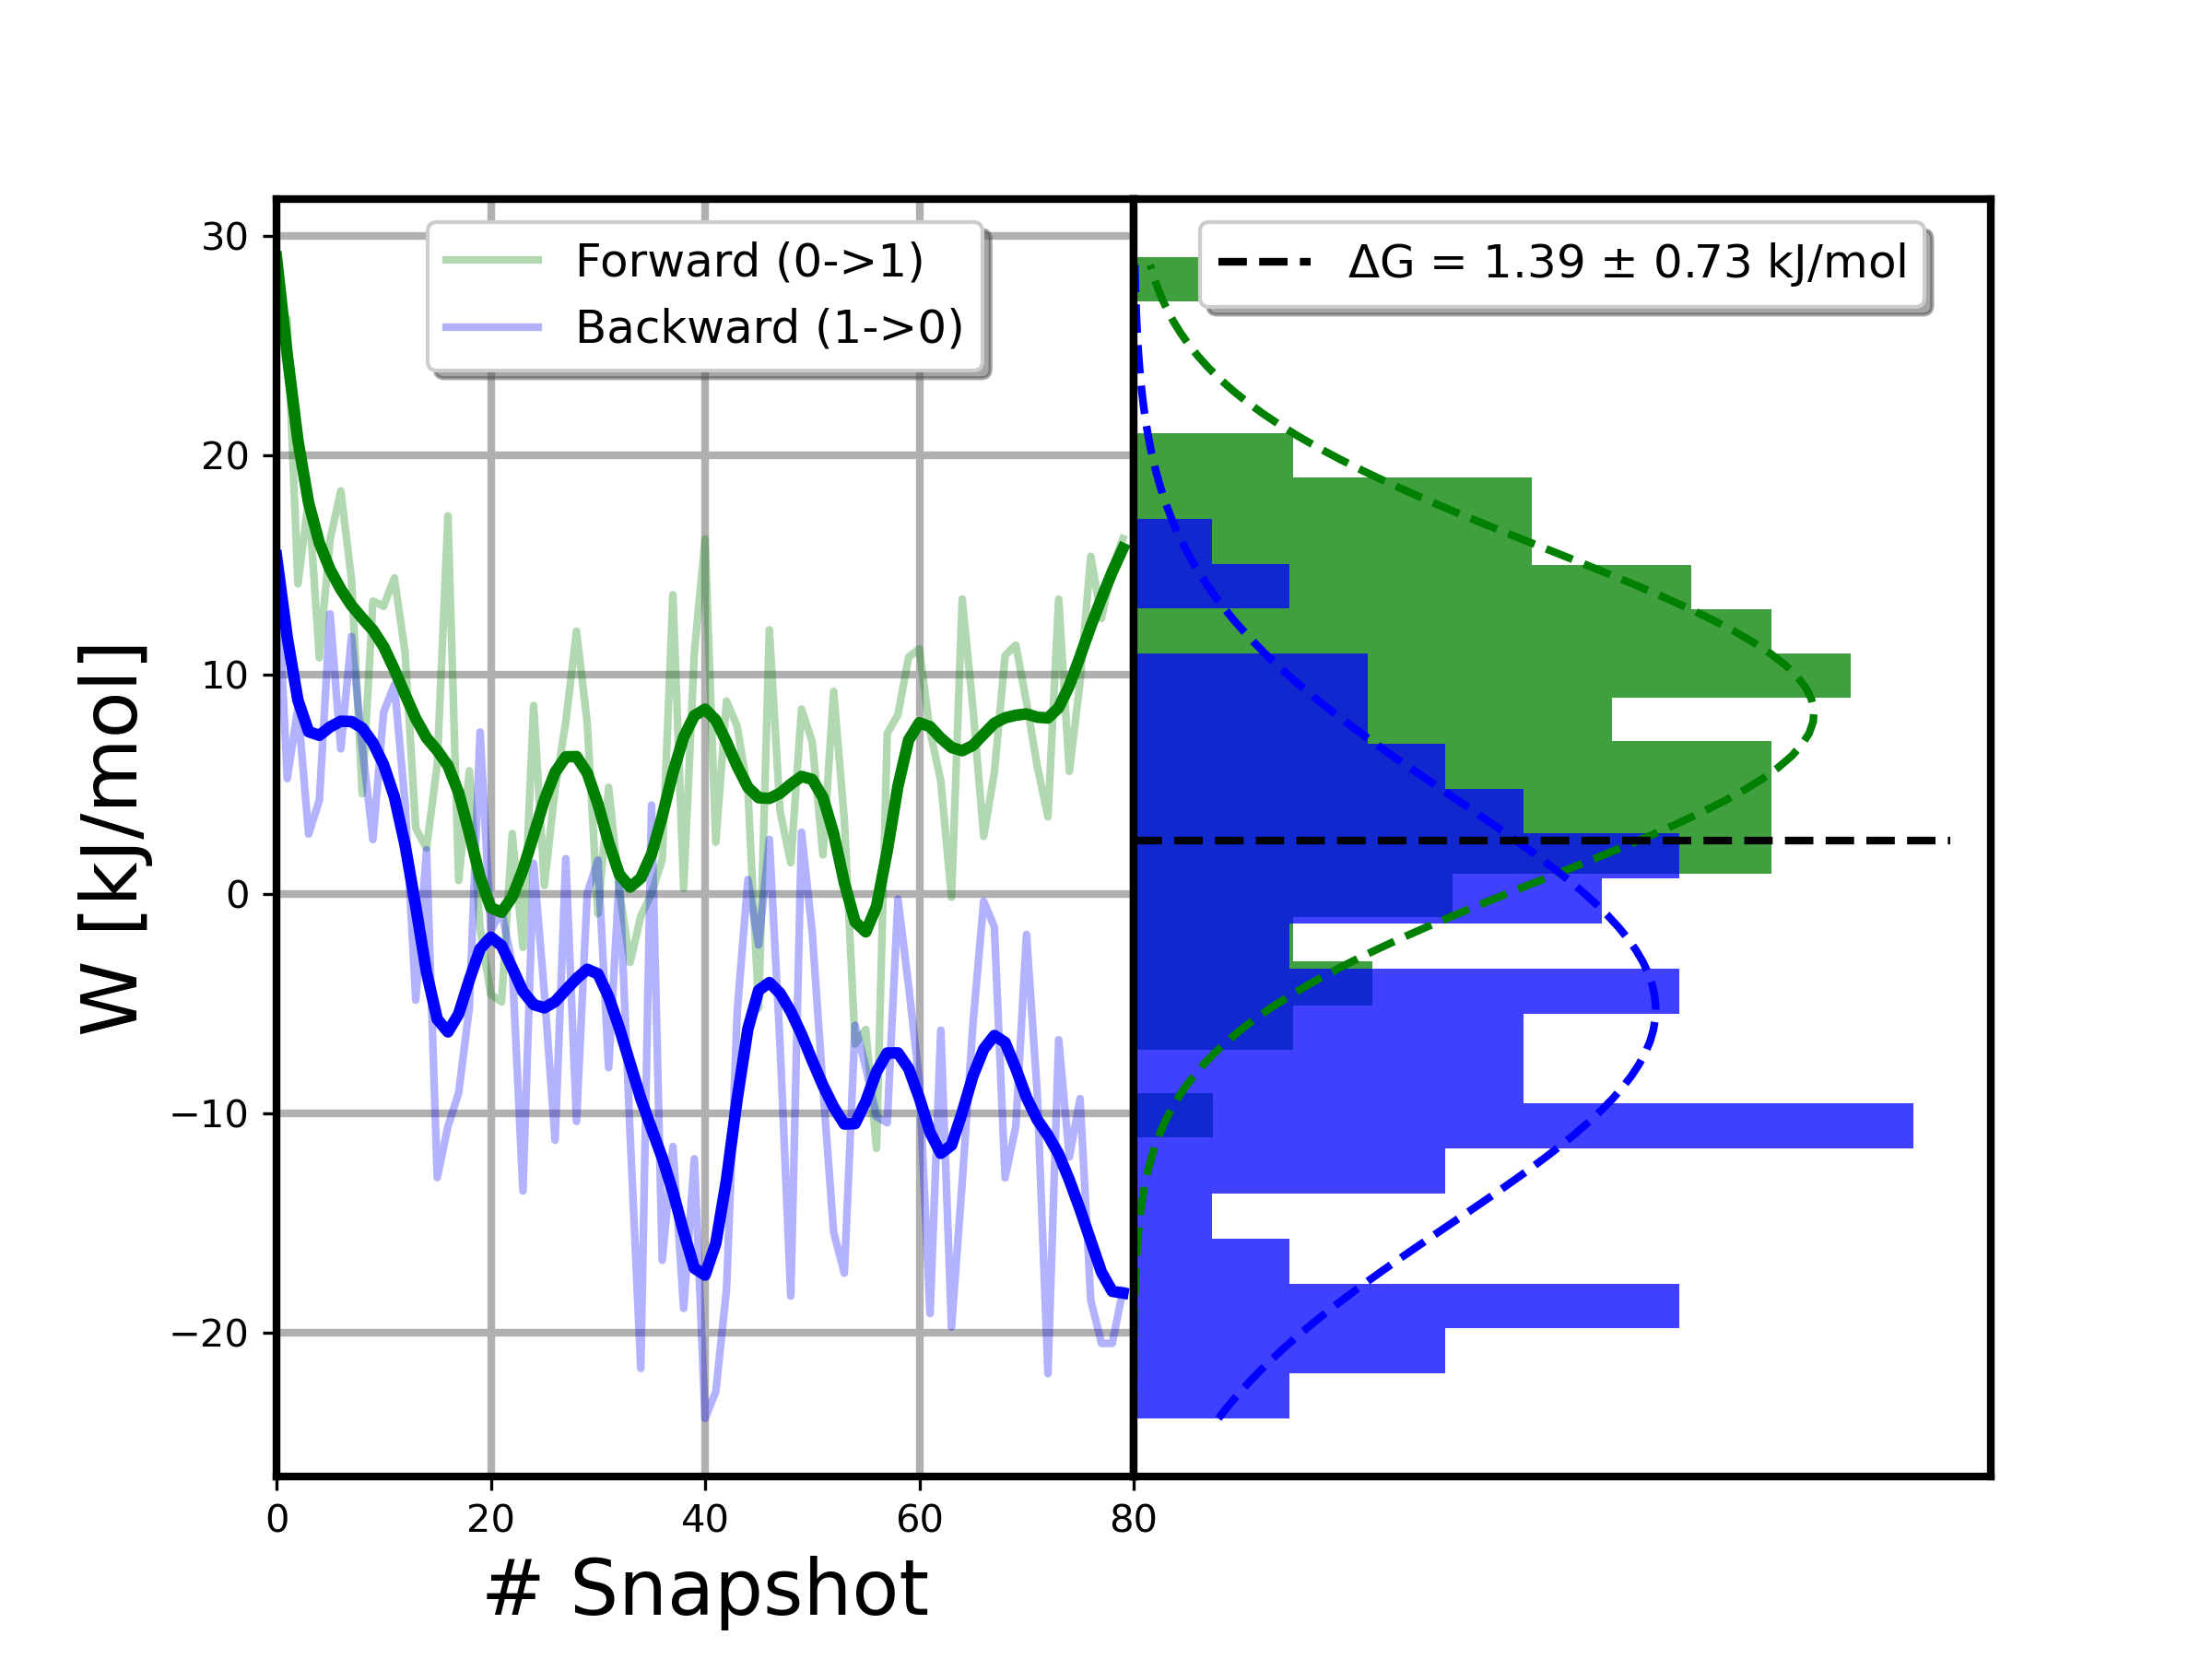 Forward (0->1)
Backward (1->0)
ΔG = 1.39 ± 0.73 kJ/mol
W [kJ/mol]
30
20
10
0
−10
−20
0 20 40 60 80
# Snapshot